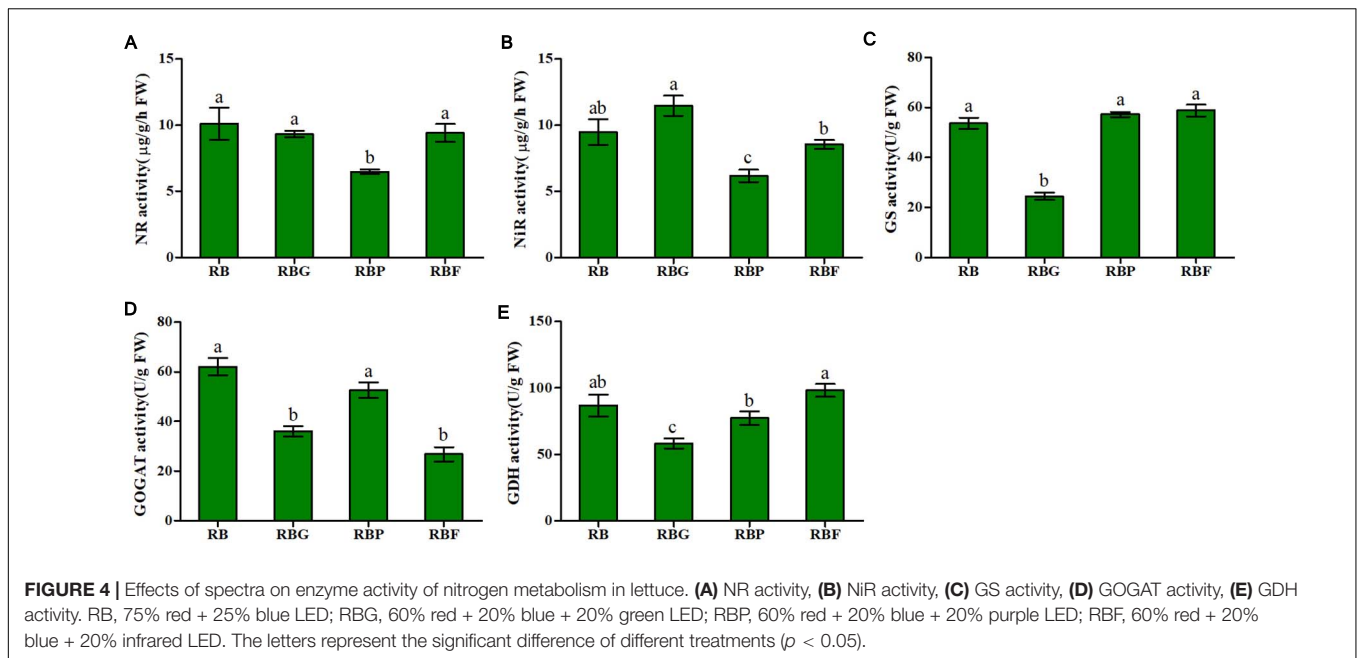 A
NR activity( μg/g/h FW)
15
10
5
0
a
a
b
a
RB RBG RBP RBF
B
NiR activity( μg/g/h FW)
15
10
5
0
ab
a
c
b
RB RBG RBP RBF
C
GS activity(U/g FW)
80
60
40
20
0
a
b
a
a
RB RBG RBP RBF
D
GOGAT activity(U/g FW)
80
60
40
20
0
a
b
a
b
RB RBG RBP RBF
E
GDH activity(U/g FW)
150
100
50
0
ab
c
b
a
RB RBG RBP RBF
FIGURE 4 | Effects of spectra on enzyme activity of nitrogen metabolism in lettuce. (A) NR activity, (B) NiR activity, (C) GS activity, (D) GOGAT activity, (E) GDH
activity. RB, 75% red + 25% blue LED; RBG, 60% red + 20% blue + 20% green LED; RBP, 60% red + 20% blue + 20% purple LED; RBF, 60% red + 20%
blue + 20% infrared LED. The letters represent the significant difference of different treatments (p < 0.05).